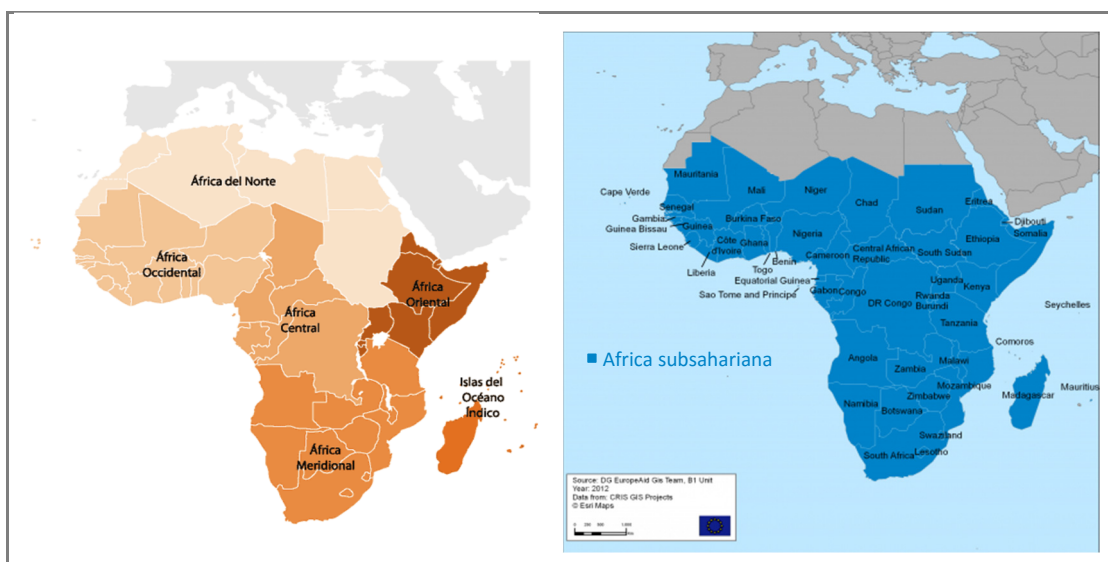 África del Norte
África
Occidental
África
Oriental
África
Central
Islas del
Océano
Índico
África
Meridional
Mauritania
Mali
Niger
Cape Verde
Chad
Sudan
Eritrea
Senegal
Gambia
Guinea Bissau
Guinea
Burkina Faso
Djibouti
Somalia
Sierra Leone
Côte
d'Ivoire
Ghana
Nigeria
Ethiopia
Liberia
Togo
Benin
Cameroon
Central African
Republic
South Sudan
Equatorial Guinea
Sao Tome and Principe
Gabon
Congo
DR Congo
Uganda
Kenya
Rwanda
Burundi
Seychelles
Tanzania
Comoros
Africa subsahariana
Angola
Zambia
Malawi
Mozambique
Mauritius
Zimbabwe
Madagascar
Namibia
Botswana
Swaziland
South Africa
Lesotho
Source: DG EuropeAid Gis Team, B1 Unit
Year: 2012
Data from: CRIS GIS Projects
© Esri Maps